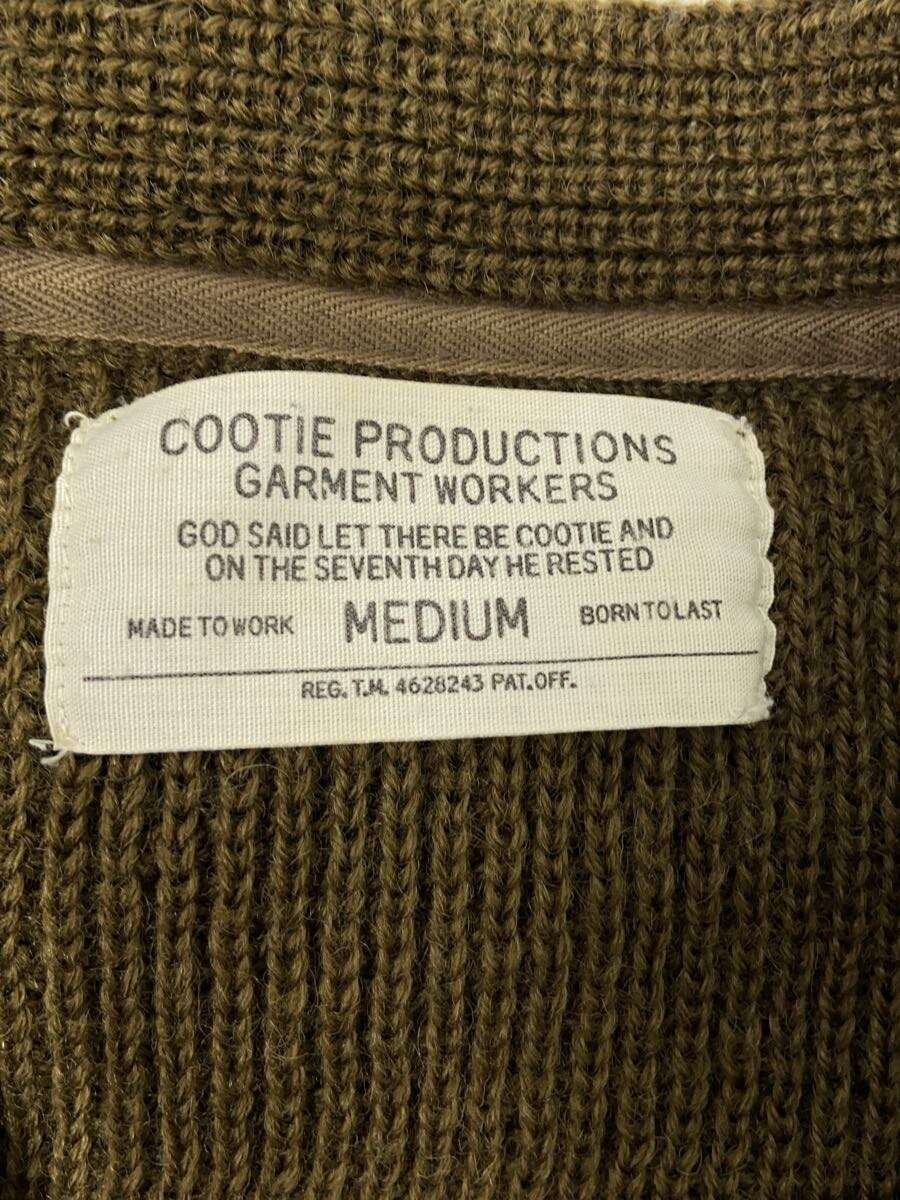 COOTIE PRODUCTIONS
GARMENT WORKERS
GOD SAID LET THERE BE COOTIE AND
ON THE SEVENTH DAY HE RESTED
MADE TO WORK MEDIUM BORN TO LAST
REG. T.M. 4628243 PAT. OFF.